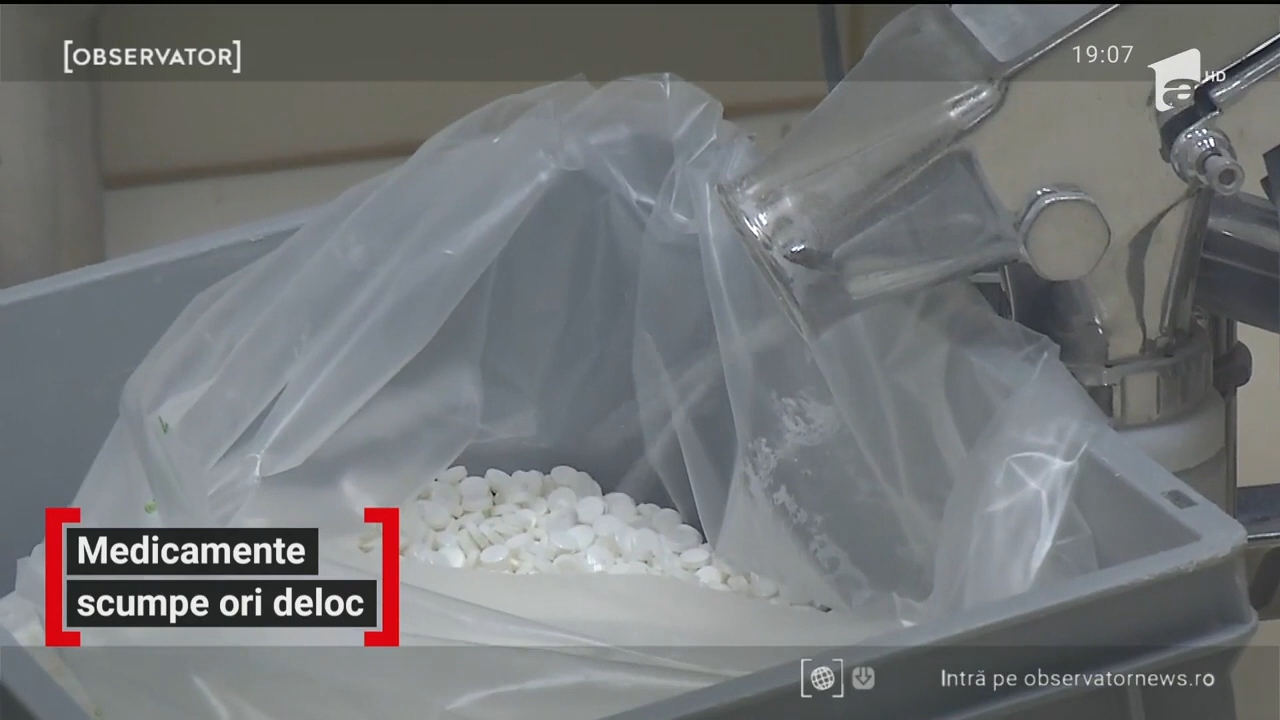 [OBSERVATOR]
19:07
a HD
Medicamente
scumpe ori deloc
Intră pe observatornews.ro